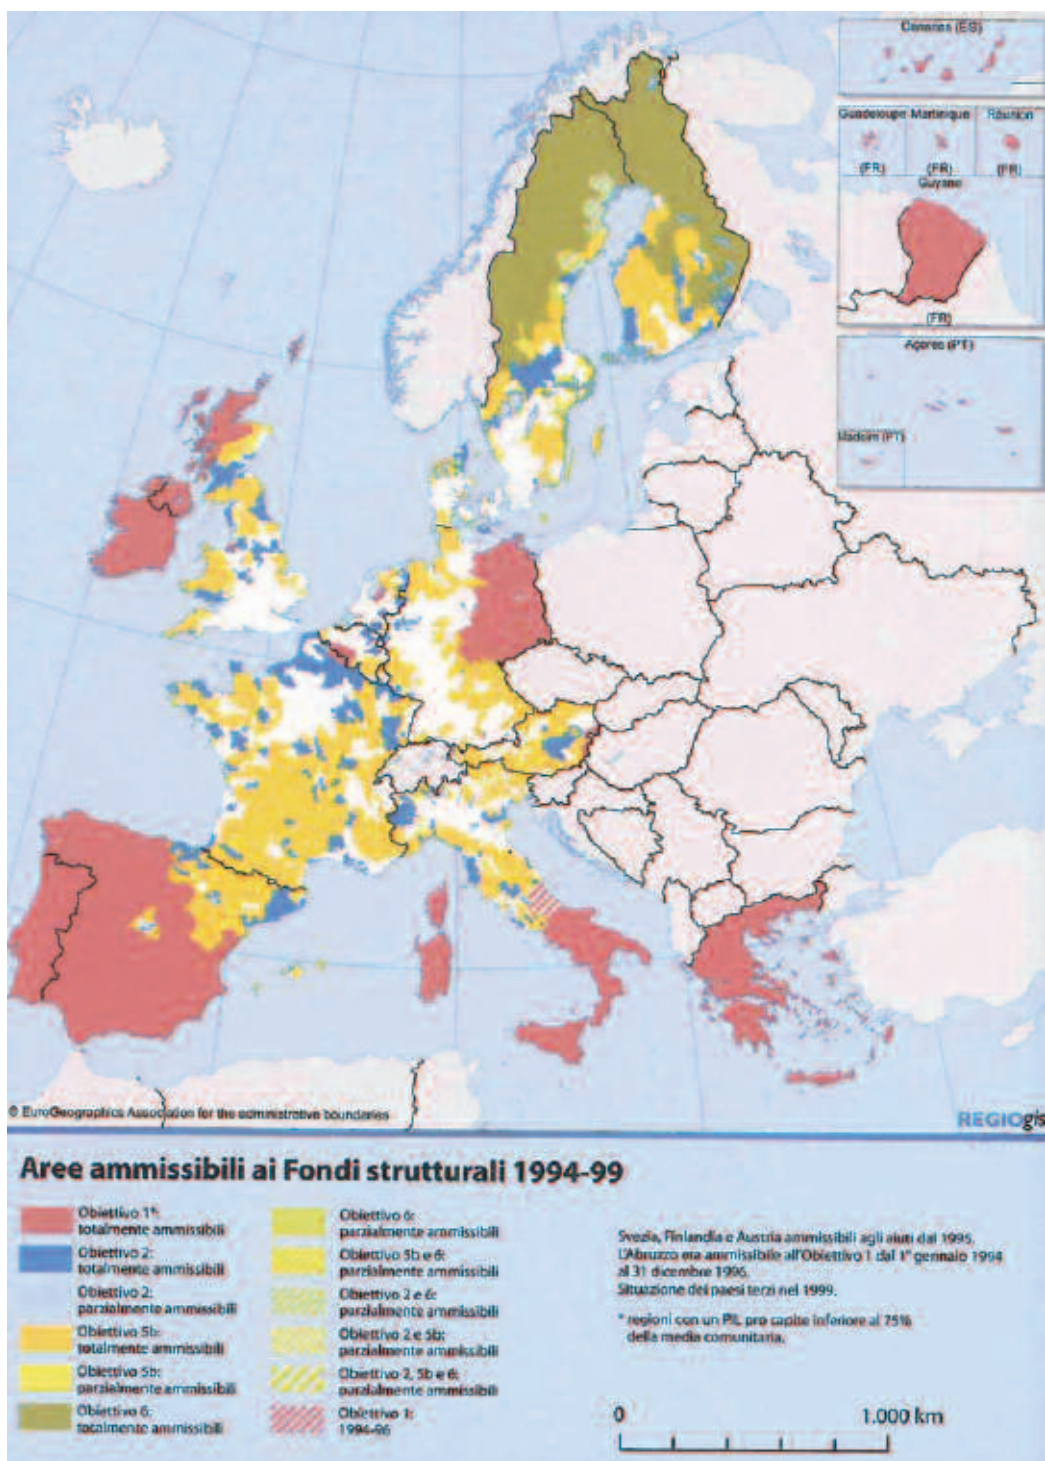 Canarias (ES)
Guadeloupe Martinique Réunion
(FR) (FR) (FR)
Guyane
(FR)
Açores (PT)
Madeira (PT)
© EuroGeographics Association for the administrative boundaries
REGIOgis
Aree ammissibili ai Fondi strutturali 1994-99
Obiettivo 1*:
totalmente ammissibili
Obiettivo 2:
totalmente ammissibili
Obiettivo 2:
parzialmente ammissibili
Obiettivo 5b:
totalmente ammissibili
Obiettivo 5b:
parzialmente ammissibili
Obiettivo 6:
totalmente ammissibili
Obiettivo 6:
parzialmente ammissibili
Obiettivo 5b e 6:
parzialmente ammissibili
Obiettivo 2 e 6:
parzialmente ammissibili
Obiettivo 2 e 5b:
parzialmente ammissibili
Obiettivo 2, 5b e 6:
parzialmente ammissibili
Obiettivo 1:
1994-96
Svezia, Finlandia e Austria ammissibili agli aiuti dal 1995.
L'Abruzzo era ammissibile all'Obiettivo 1 dal 1° gennaio 1994
al 31 dicembre 1996.
Situazione dei paesi terzi nel 1999.
* regioni con un PIL pro capite inferiore al 75%
della media comunitaria.
0 1.000 km